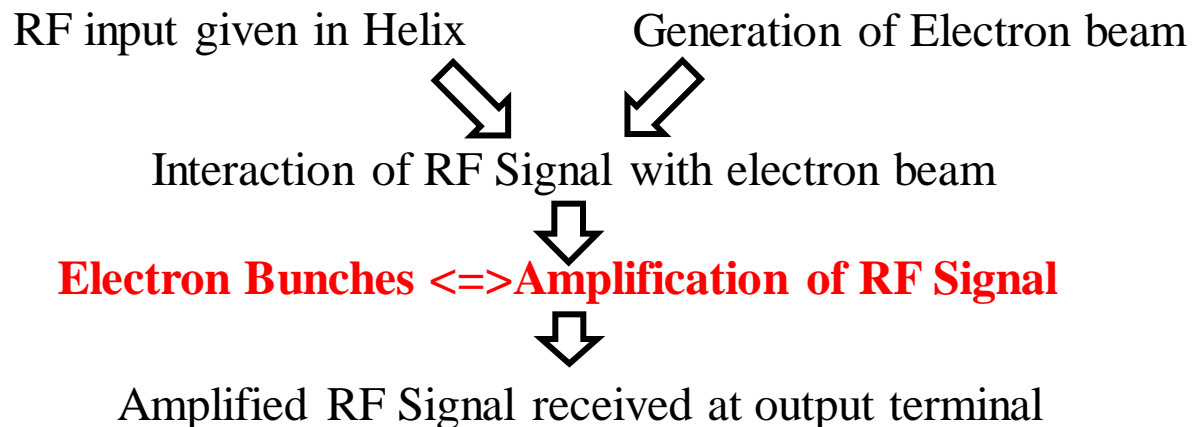 RF input given in Helix
Generation of Electron beam
Interaction of RF Signal with electron beam
Electron Bunches <=>Amplification of RF Signal
Amplified RF Signal received at output terminal